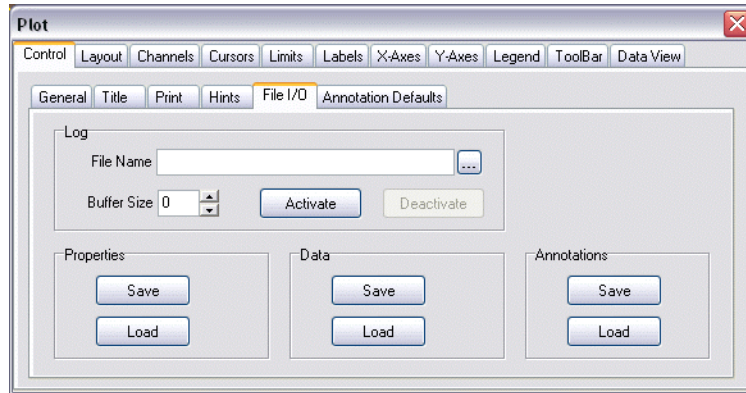 Plot
Control Layout Channels Cursors Limits Labels X-Axes Y-Axes Legend ToolBar Data View
General Title Print Hints File I/O Annotation Defaults
Log
File Name ...
Buffer Size 0 Activate Deactivate
Properties Data Annotations
Save Save Save
Load Load Load